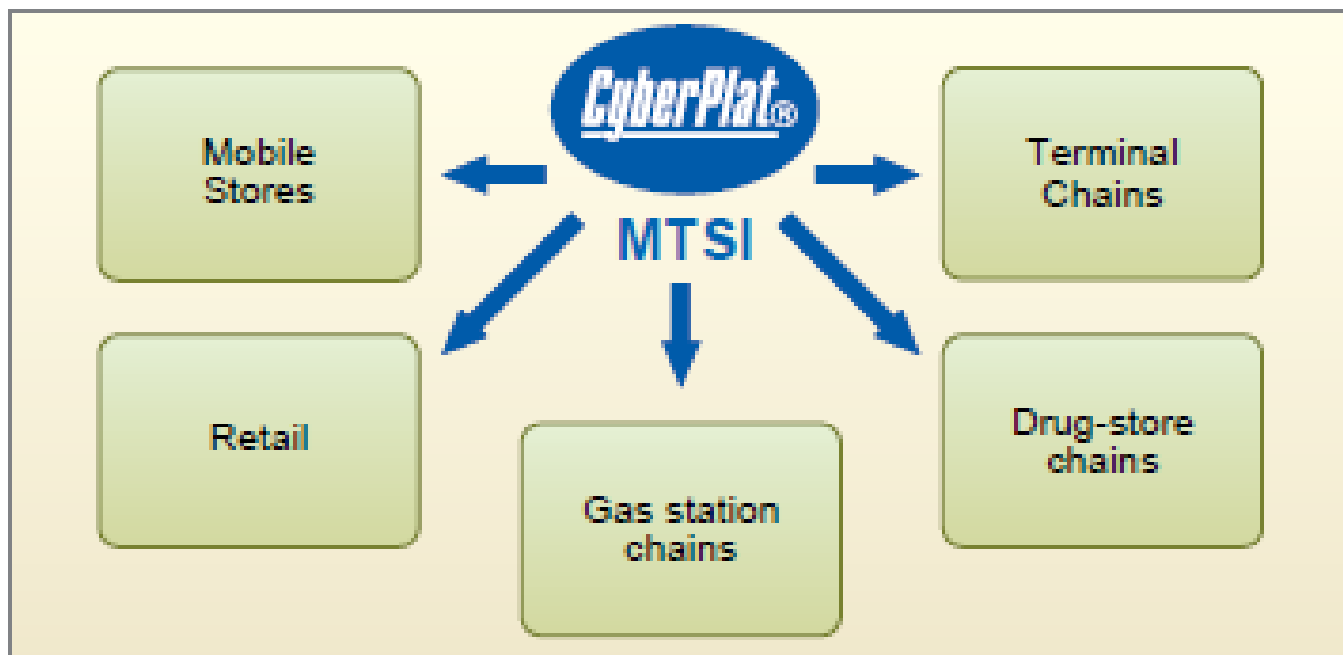 CyberPlat®
MTSI
Mobile
Stores
Terminal
Chains
Retail
Drug-store
chains
Gas station
chains